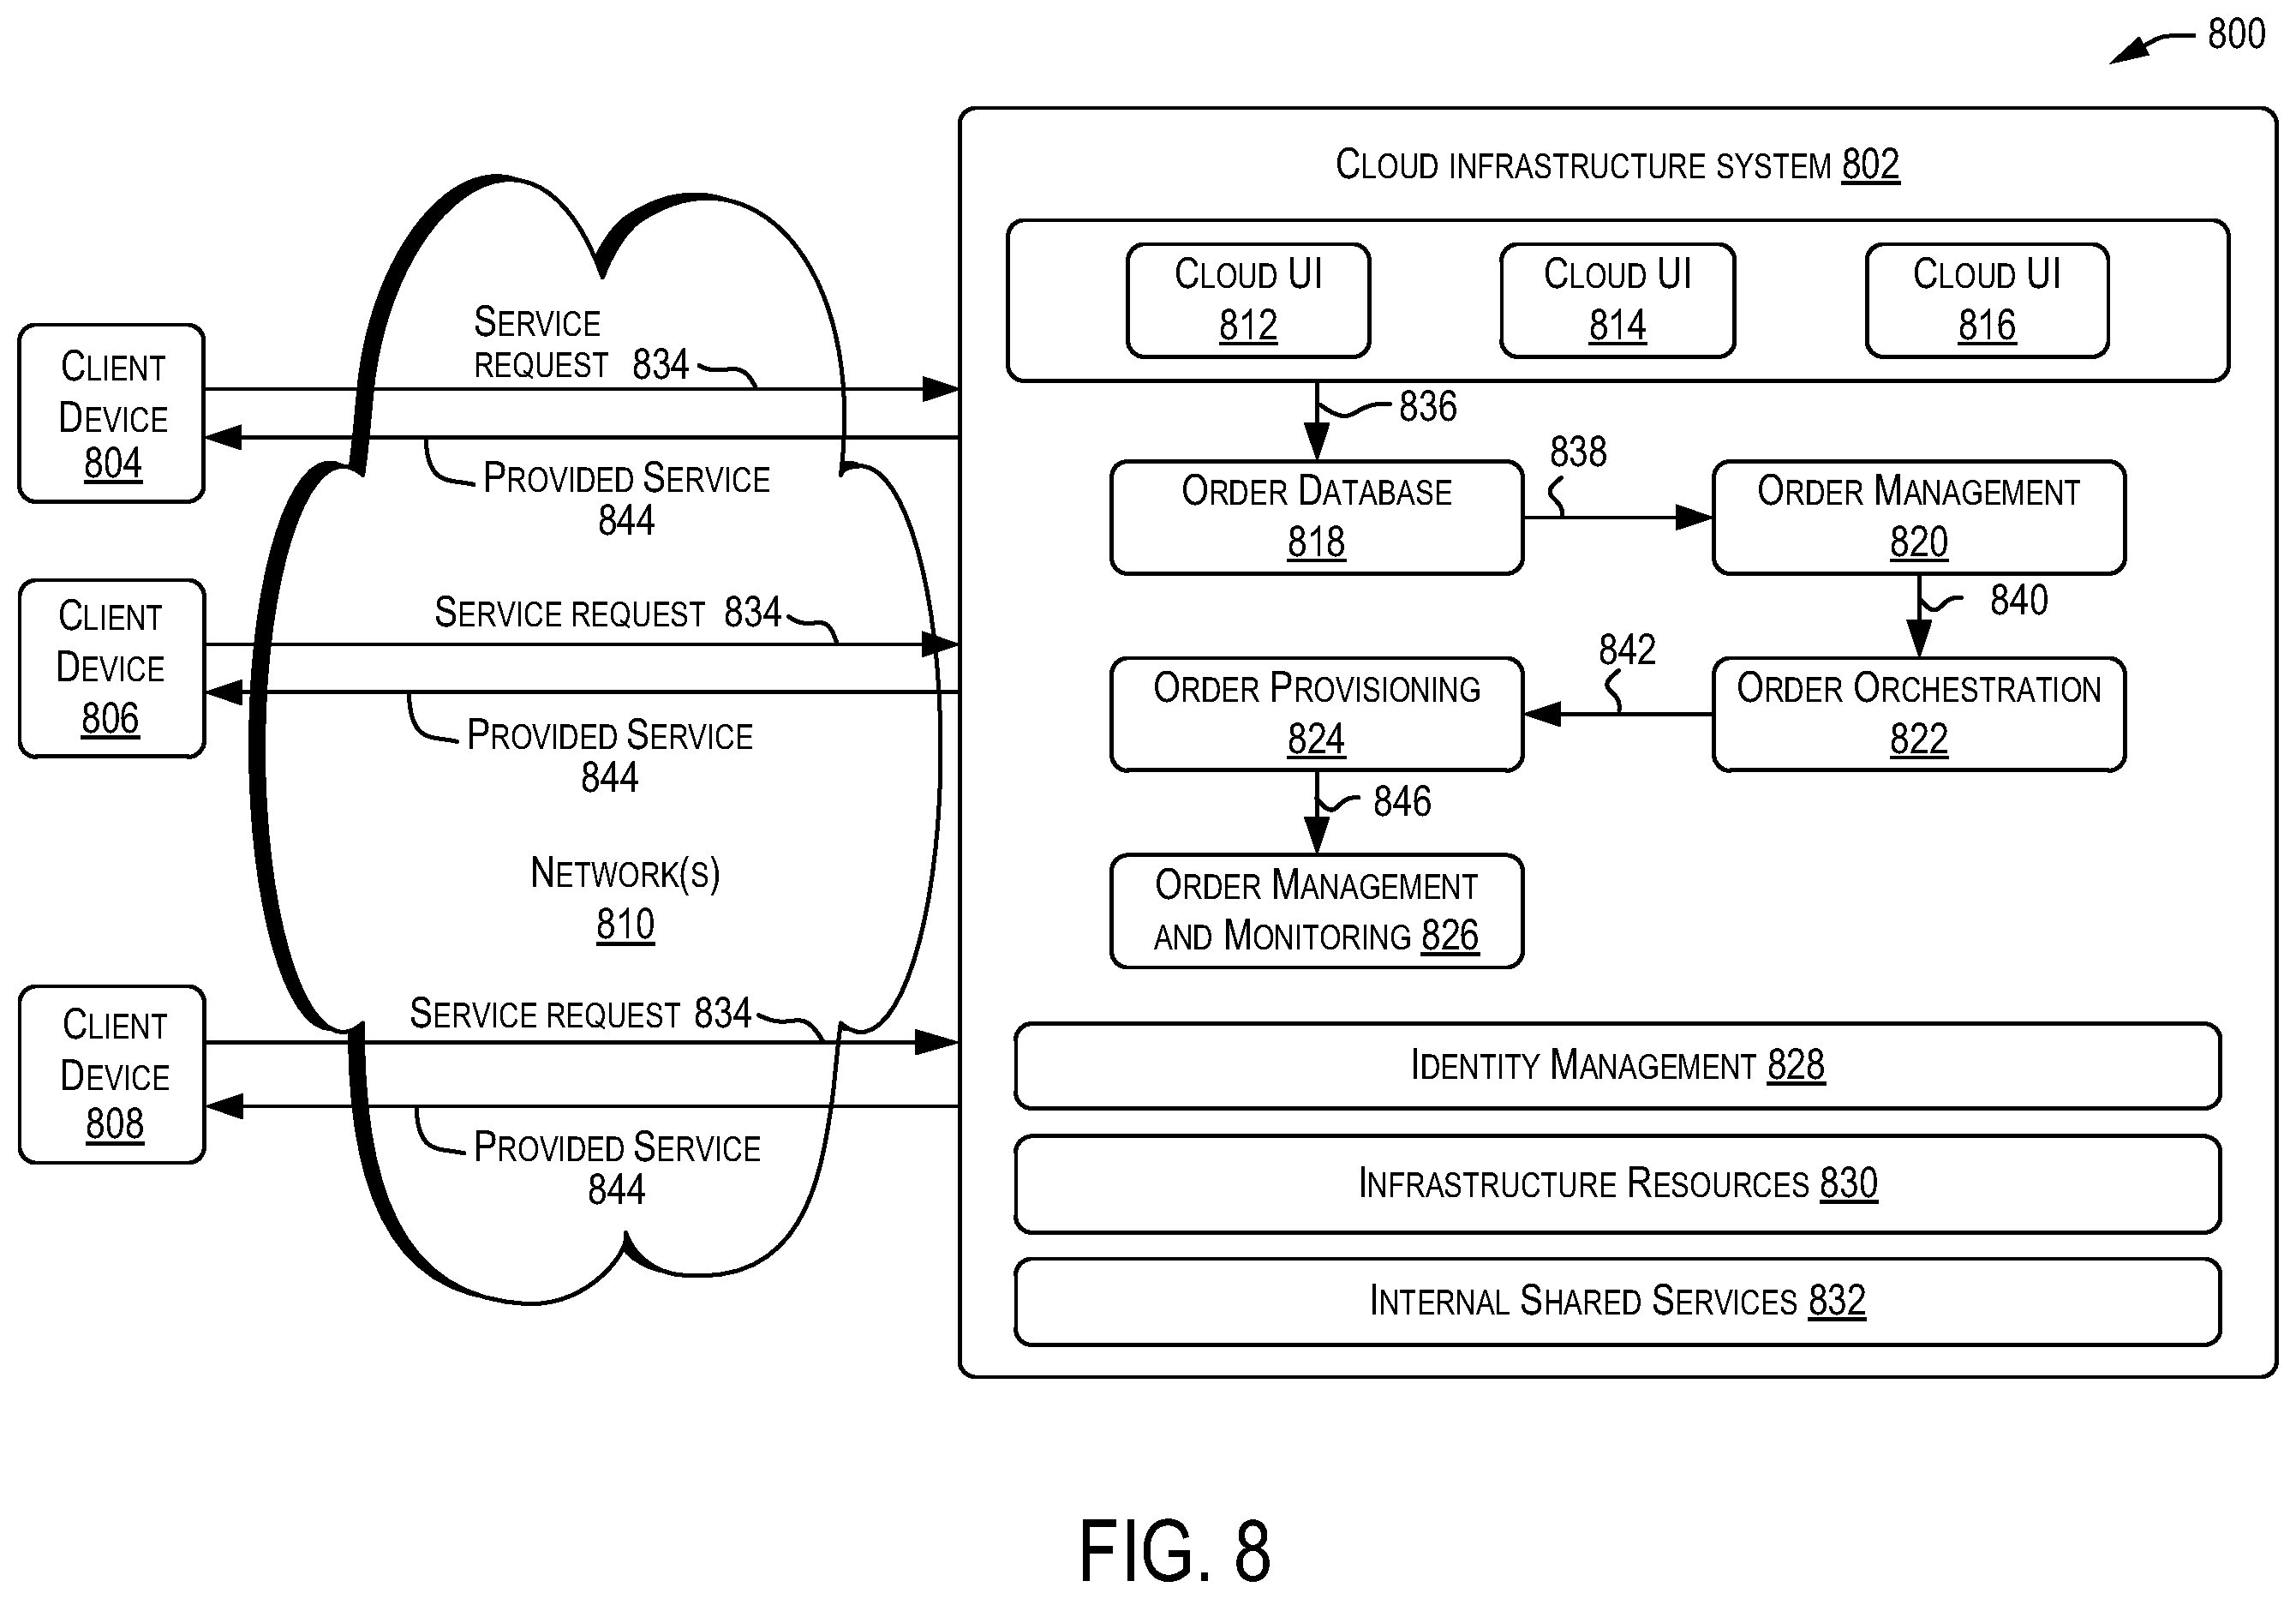 800
CLOUD INFRASTRUCTURE SYSTEM 802
CLOUD UI
812
CLOUD UI
814
CLOUD UI
816
SERVICE
REQUEST 834
CLIENT
DEVICE
804
PROVIDED SERVICE
844
836
ORDER DATABASE
818
838
ORDER MANAGEMENT
820
840
CLIENT
DEVICE
806
SERVICE REQUEST 834
PROVIDED SERVICE
844
ORDER PROVISIONING
824
842
ORDER ORCHESTRATION
822
846
NETWORK(S)
810
ORDER MANAGEMENT
AND MONITORING 826
CLIENT
DEVICE
808
SERVICE REQUEST 834
PROVIDED SERVICE
844
IDENTITY MANAGEMENT 828
INFRASTRUCTURE RESOURCES 830
INTERNAL SHARED SERVICES 832
FIG. 8